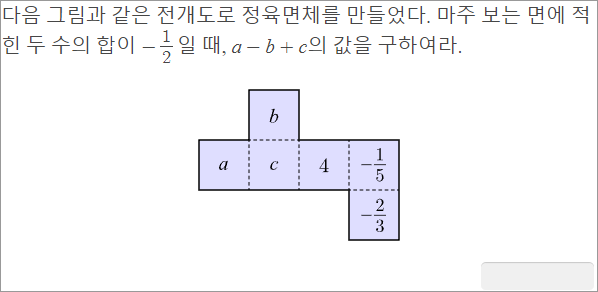 다음 그림과 같은 전개도로 정육면체를 만들었다. 마주 보는 면에 적
힌 두 수의 합이 $-\frac{1}{2}$ 일 때, $a-b+c$의 값을 구하여라.
b
a c 4 $-\frac{1}{5}$
$-\frac{2}{3}$